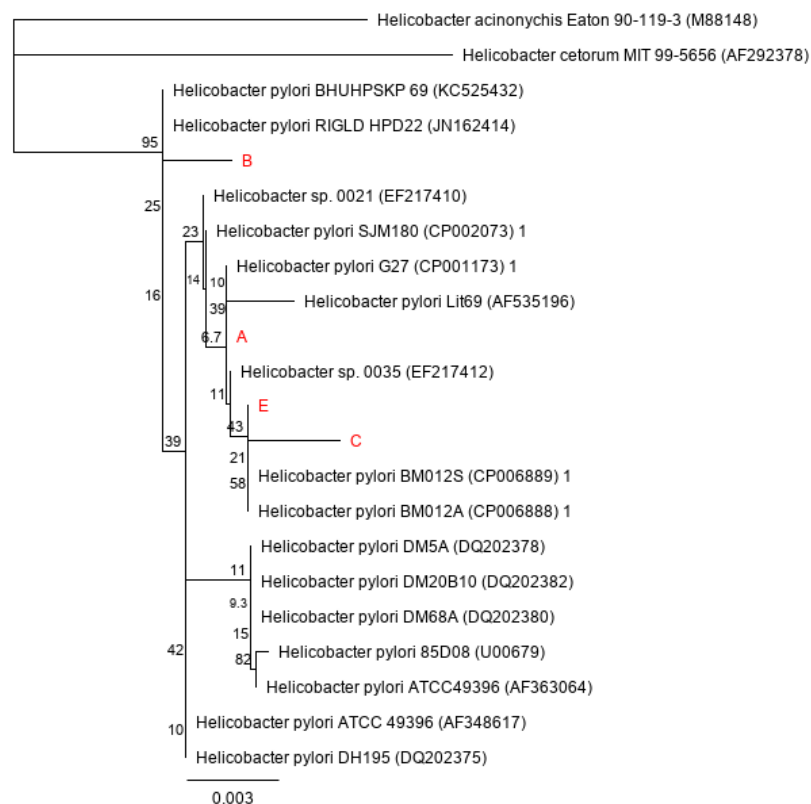 Helicobacter acinonychis Eaton 90-119-3 (M88148)
Helicobacter cetorum MIT 99-5656 (AF292378)
Helicobacter pylori BHUHPSKP 69 (KC525432)
Helicobacter pylori RIGLD HPD22 (JN162414)
95
B
25
Helicobacter sp. 0021 (EF217410)
23
Helicobacter pylori SJM180 (CP002073) 1
Helicobacter pylori G27 (CP001173) 1
14
10
16
39
Helicobacter pylori Lit69 (AF535196)
6.7
A
Helicobacter sp. 0035 (EF217412)
11
E
43
39
C
21
58
Helicobacter pylori BM012S (CP006889) 1
Helicobacter pylori BM012A (CP006888) 1
Helicobacter pylori DM5A (DQ202378)
11
Helicobacter pylori DM20B10 (DQ202382)
9.3
Helicobacter pylori DM68A (DQ202380)
15
42
82
Helicobacter pylori 85D08 (U00679)
Helicobacter pylori ATCC49396 (AF363064)
Helicobacter pylori ATCC 49396 (AF348617)
10
Helicobacter pylori DH195 (DQ202375)
0.003